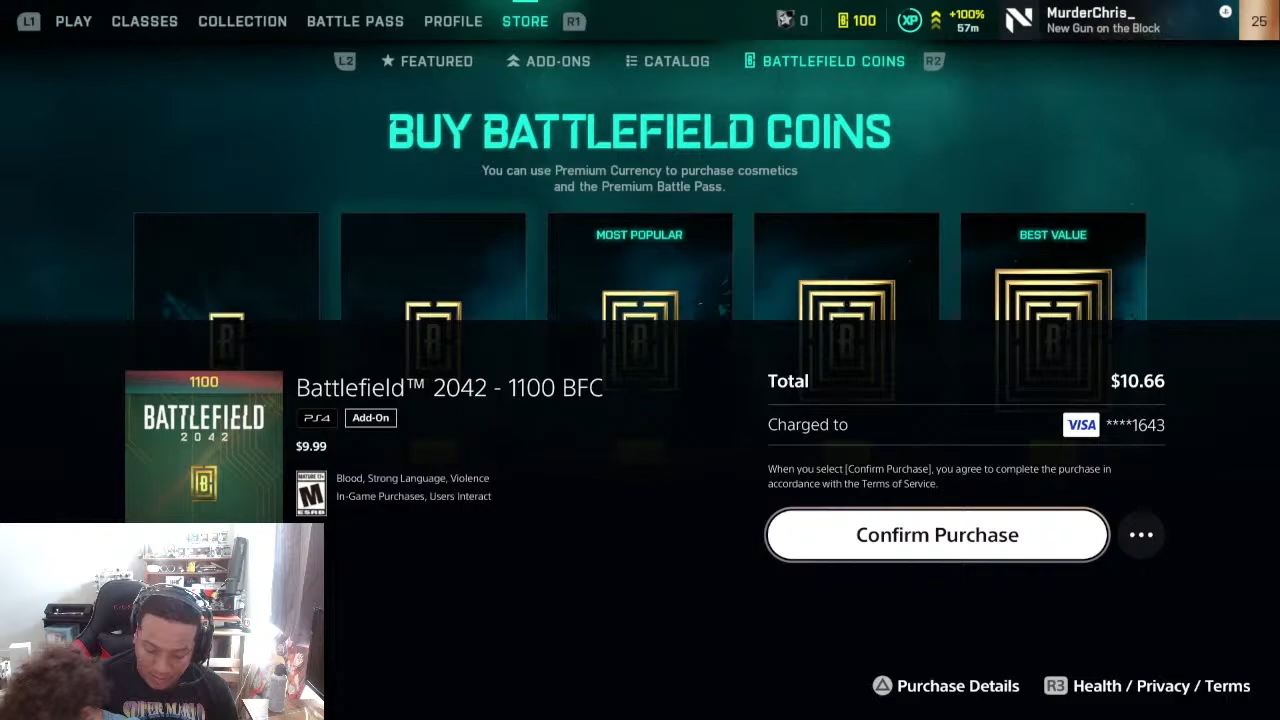 L1 PLAY CLASSES COLLECTION BATTLE PASS PROFILE STORE R1
0 100 XP +100% 57m
MurderChris_
New Gun on the Block
25
L2 FEATURED ADD-ONS CATALOG BATTLEFIELD COINS R2
BUY BATTLEFIELD COINS
You can use Premium Currency to purchase cosmetics
and the Premium Battle Pass.
MOST POPULAR
BEST VALUE
1100
BATTLEFIELD
2042
Battlefield™ 2042 - 1100 BFC
PS4 Add-On
$9.99
MATURE 17+
M
ESRB
Blood, Strong Language, Violence
In-Game Purchases, Users Interact
Total $10.66
Charged to VISA ****1643
When you select [Confirm Purchase], you agree to complete the purchase in
accordance with the Terms of Service.
Confirm Purchase
SUPER MARIO
Purchase Details R3 Health / Privacy / Terms